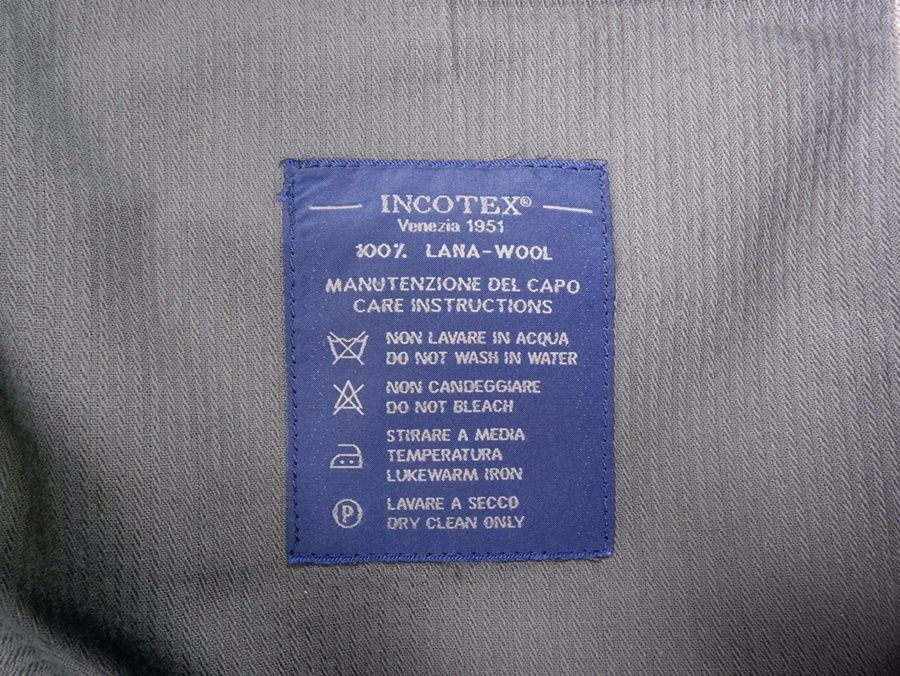 INCOTEX®
Venezia 1951
100% LANA-WOOL
MANUTENZIONE DEL CAPO
CARE INSTRUCTIONS
NON LAVARE IN ACQUA
DO NOT WASH IN WATER
NON CANDEGGIARE
DO NOT BLEACH
STIRARE A MEDIA
TEMPERATURA
LUKEWARM IRON
P
LAVARE A SECCO
DRY CLEAN ONLY